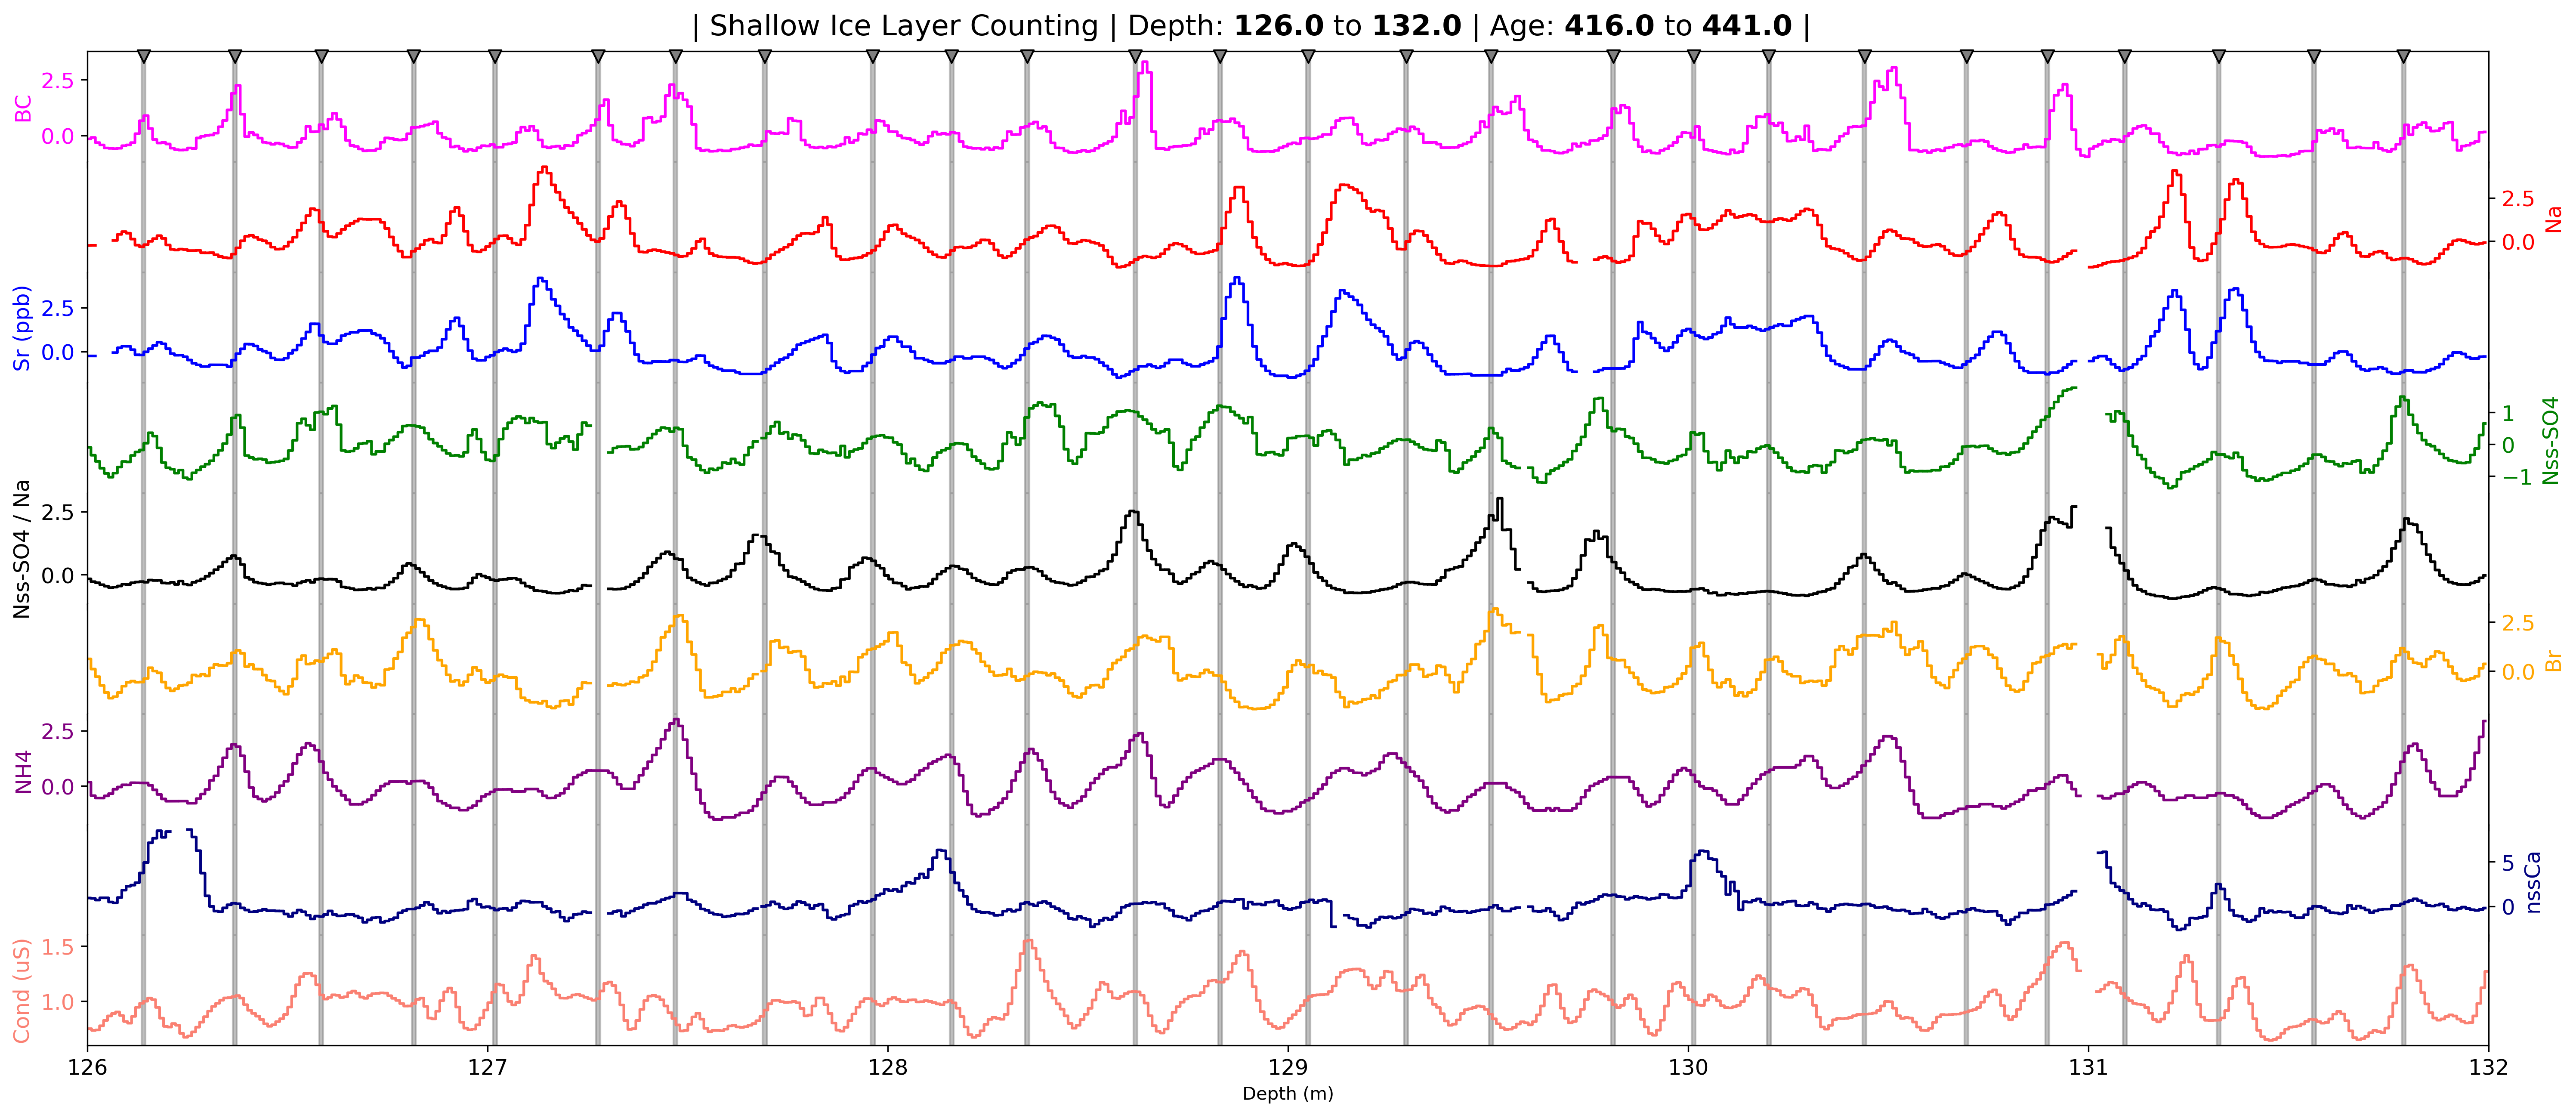 | Shallow Ice Layer Counting | Depth: 126.0 to 132.0 | Age: 416.0 to 441.0 |
BC
2.5
0.0
2.5
0.0
Na
Sr (ppb)
2.5
0.0
1
0
−1
Nss-SO4
Nss-SO4 / Na
2.5
0.0
2.5
0.0
Br
NH4
2.5
0.0
5
0
nssCa
Cond (uS)
1.5
1.0
126 127 128 129 130 131 132
Depth (m)